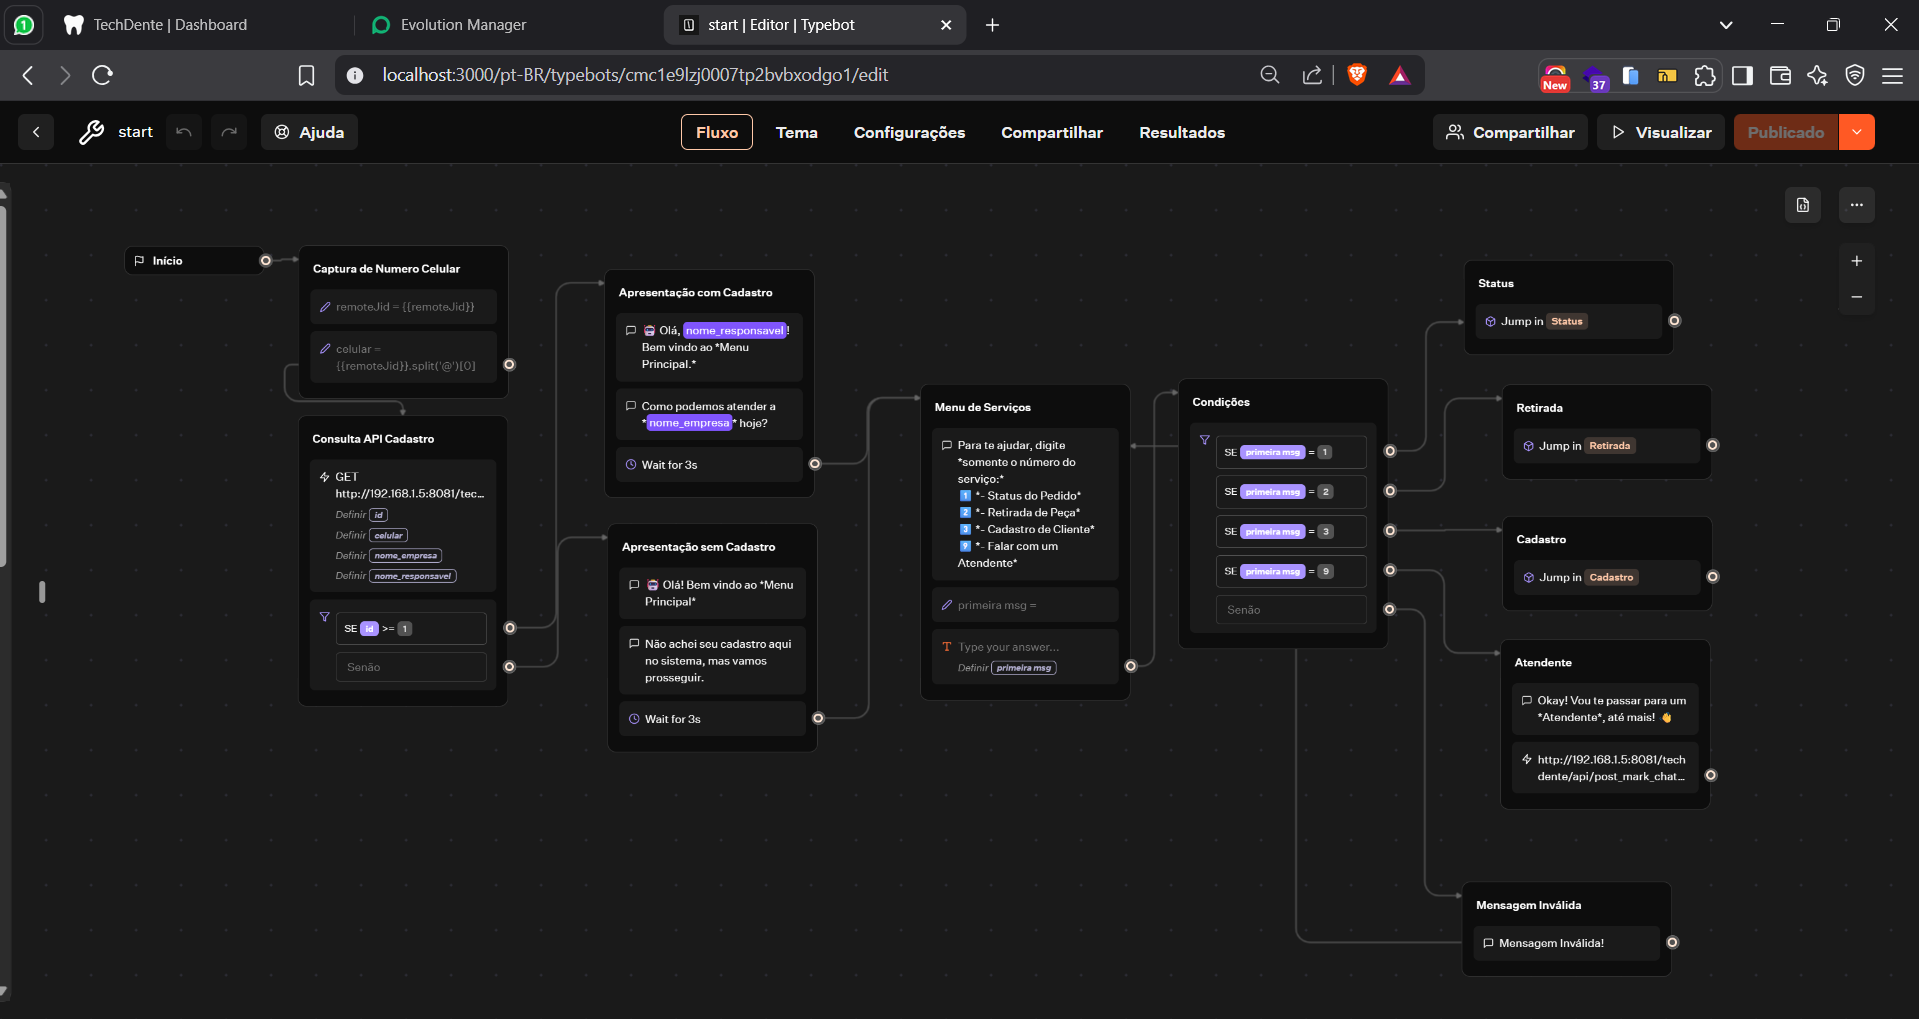 TechDente | Dashboard
Evolution Manager
start | Editor | Typebot
localhost:3000/pt-BR/typebots/cmc1e9lzj0007tp2bvbxodgo1/edit
New
37
start
Ajuda
Fluxo
Tema
Configurações
Compartilhar
Resultados
Compartilhar
Visualizar
Publicado
Início
Captura de Numero Celular
remoteJid = {{remoteJid}}
celular =
{{remoteJid}}.split('@')[0]
Consulta API Cadastro
GET
http://192.168.1.5:8081/tec...
Definir id
Definir celular
Definir nome_empresa
Definir nome_responsavel
SE id >= 1
Senão
Apresentação com Cadastro
Olá, nome_responsavel!
Bem vindo ao *Menu
Principal.*
Como podemos atender a
*nome_empresa* hoje?
Wait for 3s
Apresentação sem Cadastro
Olá! Bem vindo ao *Menu
Principal*
Não achei seu cadastro aqui
no sistema, mas vamos
prosseguir.
Wait for 3s
Menu de Serviços
Para te ajudar, digite
*somente o número do
serviço:*
1️⃣ *- Status do Pedido*
2️⃣ *- Retirada de Peça*
3️⃣ *- Cadastro de Cliente*
9️⃣ *- Falar com um
Atendente*
primeira msg =
Type your answer...
Definir primeira msg
Condições
SE primeira msg = 1
SE primeira msg = 2
SE primeira msg = 3
SE primeira msg = 9
Senão
Status
Jump in Status
Retirada
Jump in Retirada
Cadastro
Jump in Cadastro
Atendente
Okay! Vou te passar para um
*Atendente*, até mais! 👋
http://192.168.1.5:8081/tech
dente/api/post_mark_chat...
Mensagem Inválida
Mensagem Inválida!